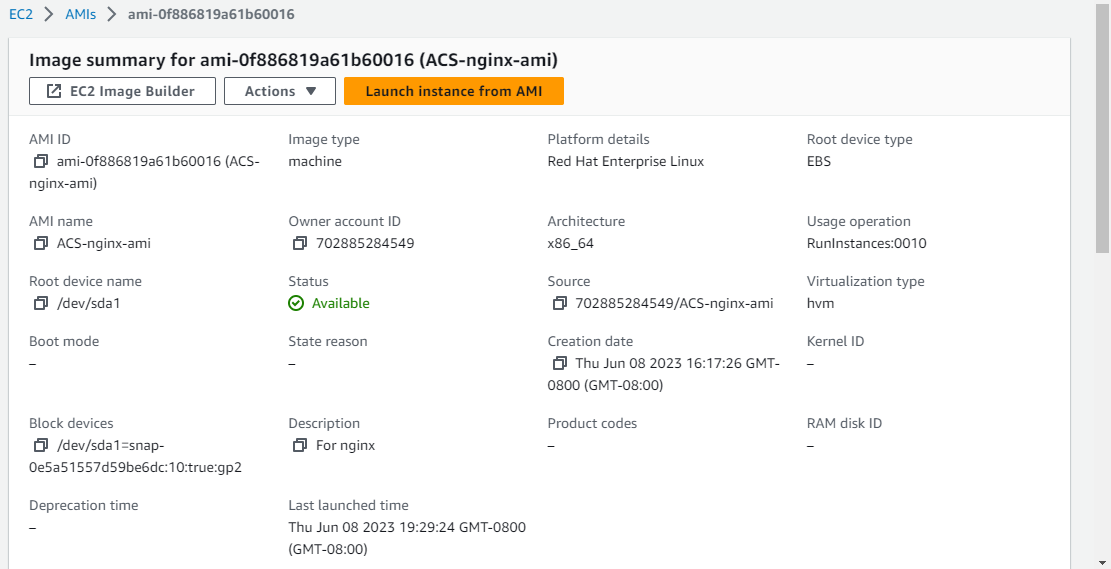 EC2 > AMIs > ami-0f886819a61b60016
Image summary for ami-0f886819a61b60016 (ACS-nginx-ami)
EC2 Image Builder Actions Launch instance from AMI
AMI ID
ami-0f886819a61b60016 (ACS-
nginx-ami)
Image type
machine
Platform details
Red Hat Enterprise Linux
Root device type
EBS
AMI name
ACS-nginx-ami
Owner account ID
702885284549
Architecture
x86_64
Usage operation
RunInstances:0010
Root device name
/dev/sda1
Status
Available
Source
702885284549/ACS-nginx-ami
Virtualization type
hvm
Boot mode
–
State reason
–
Creation date
Thu Jun 08 2023 16:17:26 GMT-
0800 (GMT-08:00)
Kernel ID
–
Block devices
/dev/sda1=snap-
0e5a51557d59be6dc:10:true:gp2
Description
For nginx
Product codes
–
RAM disk ID
–
Deprecation time
–
Last launched time
Thu Jun 08 2023 19:29:24 GMT-0800
(GMT-08:00)